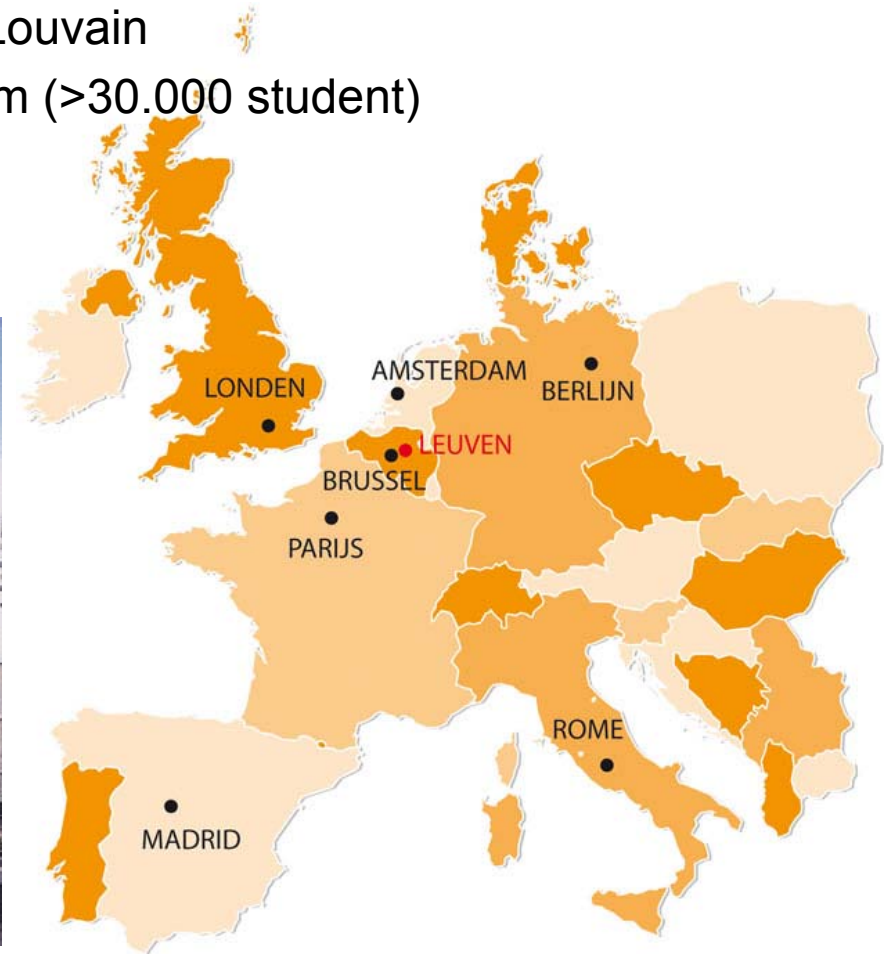 Louvain
m (>30.000 student)
LONDEN
AMSTERDAM
BERLIJN
LEUVEN
BRUSSEL
PARIJS
ROME
MADRID